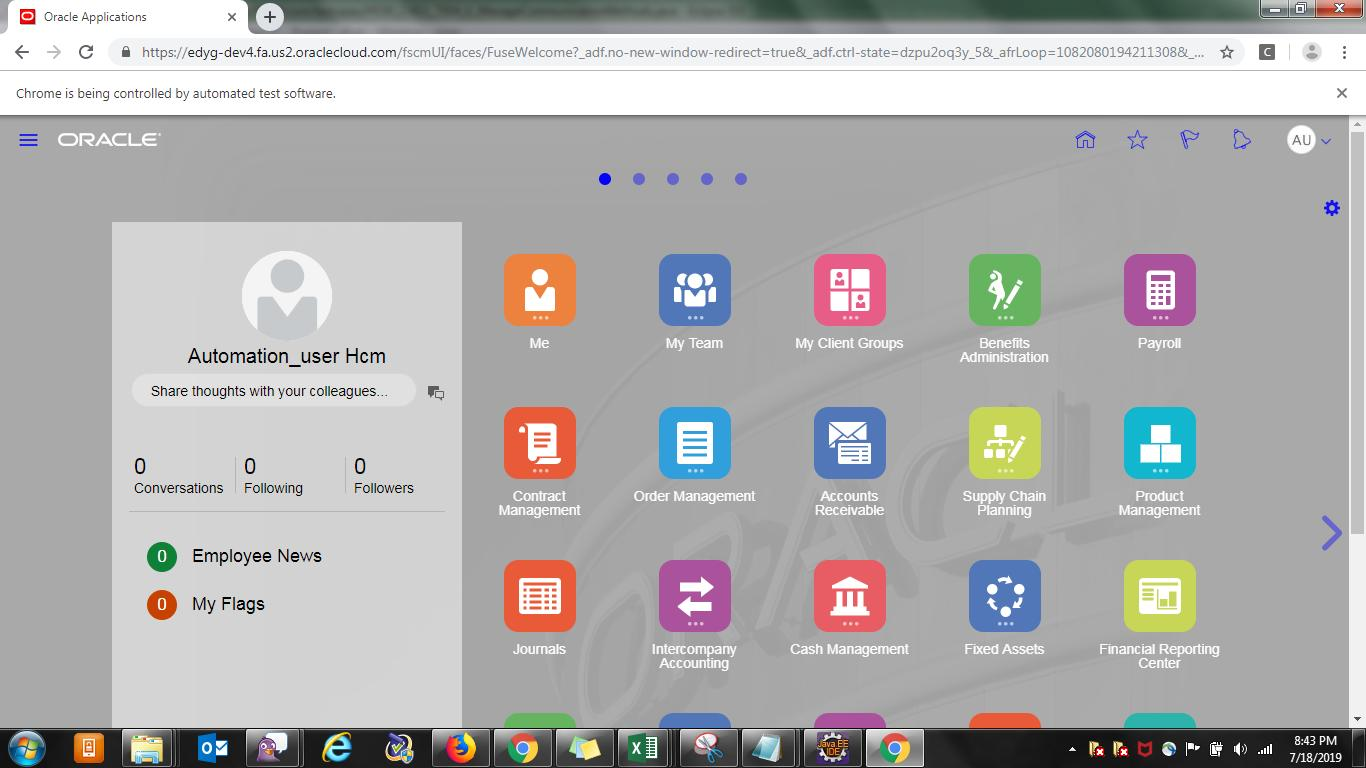 Oracle Applications
https://edyg-dev4.fa.us2.oraclecloud.com/fscmUI/faces/FuseWelcome?_adf.no-new-window-redirect=true&_adf.ctrl-state=dzpu2oq3y_5&_afrLoop=1082080194211308&_...
C
Chrome is being controlled by automated test software.
ORACLE
AU
Automation_user Hcm
Share thoughts with your colleagues...
0 0 0
Conversations Following Followers
0 Employee News
0 My Flags
Me
My Team
My Client Groups
Benefits
Administration
Payroll
Contract
Management
Order Management
Accounts
Receivable
Supply Chain
Planning
Product
Management
Journals
Intercompany
Accounting
Cash Management
Fixed Assets
Financial Reporting
Center
Java EE
IDE
8:43 PM
7/18/2019